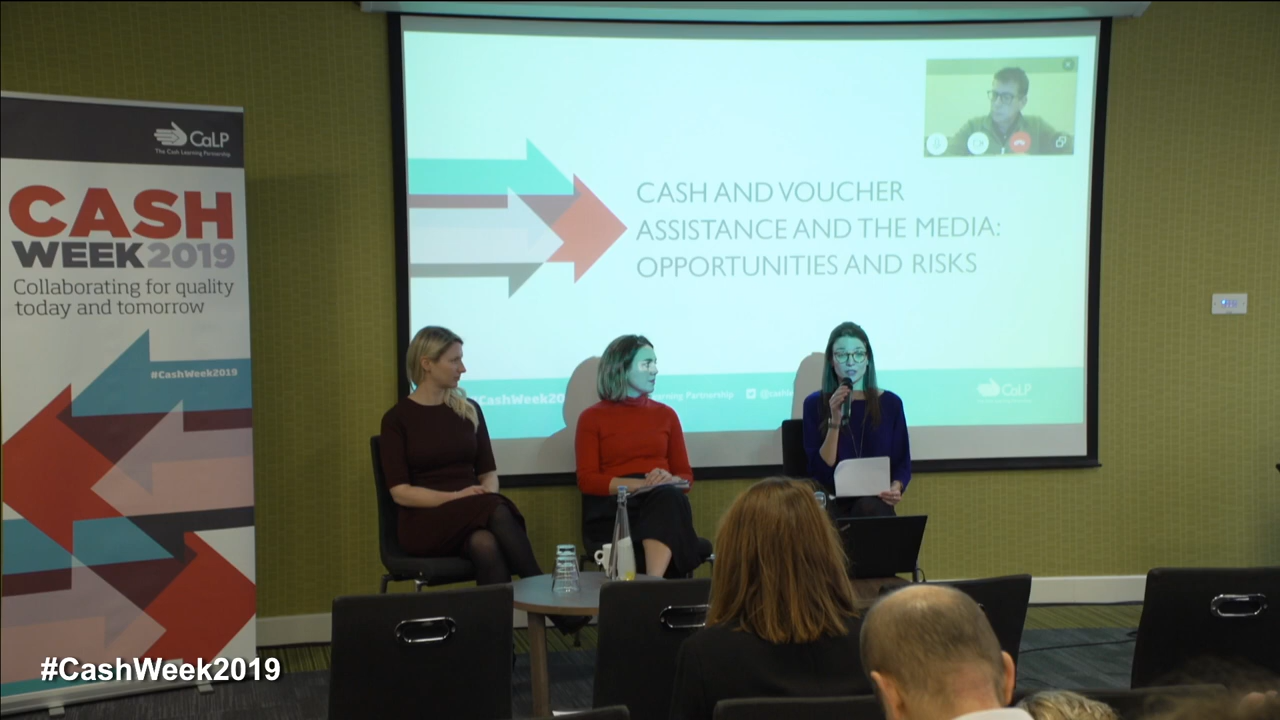 CaLP
The Cash Learning Partnership
CASH
WEEK2019
Collaborating for quality
today and tomorrow
#CashWeek2019
CASH AND VOUCHER
ASSISTANCE AND THE MEDIA:
OPPORTUNITIES AND RISKS
#CashWeek20
arning Partnership
CaLP
#CashWeek2019